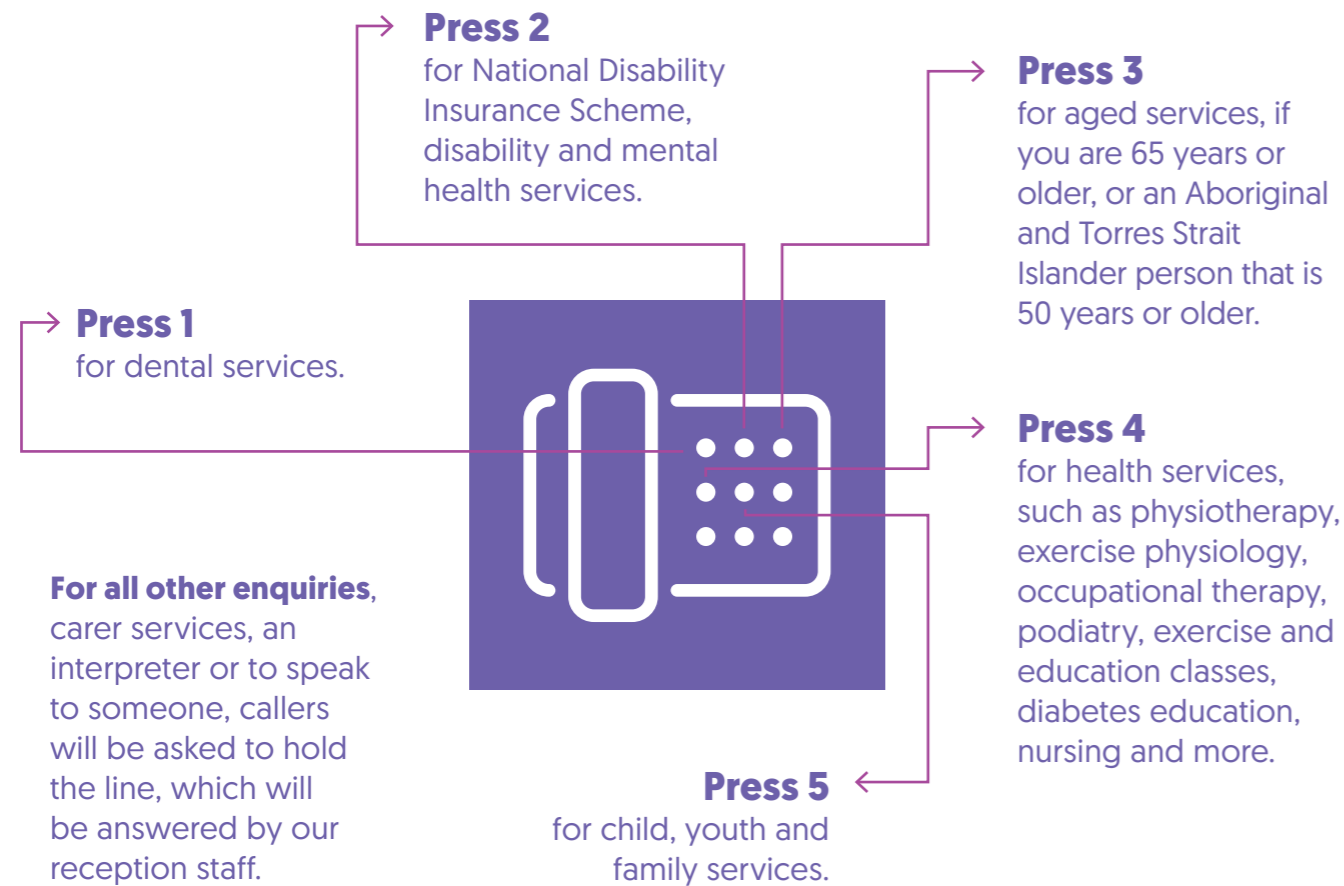 Press 1
for dental services.
Press 2
for National Disability
Insurance Scheme,
disability and mental
health services.
Press 3
for aged services, if
you are 65 years or
older, or an Aboriginal
and Torres Strait
Islander person that is
50 years or older.
Press 4
for health services,
such as physiotherapy,
exercise physiology,
occupational therapy,
podiatry, exercise and
education classes,
diabetes education,
nursing and more.
Press 5
for child, youth and
family services.
For all other enquiries,
carer services, an
interpreter or to speak
to someone, callers
will be asked to hold
the line, which will
be answered by our
reception staff.